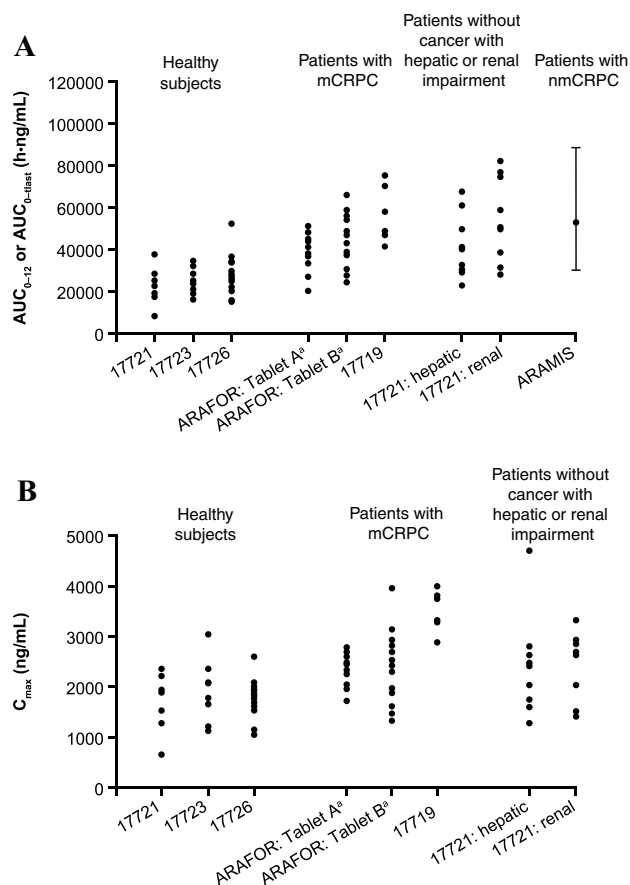 A
Healthy
subjects
Patients with
mCRPC
Patients without
cancer with
hepatic or renal
impairment
Patients with
nmCRPC
AUC0–12 or AUC0–tlast (h·ng/mL)
120000
100000
80000
60000
40000
20000
0
17721
17723
17726
ARAFOR: Tablet Aᵃ
ARAFOR: Tablet Bᵃ
17719
17721: hepatic
17721: renal
ARAMIS
B
Healthy
subjects
Patients with
mCRPC
Patients without
cancer with
hepatic or renal
impairment
Cmax (ng/mL)
5000
4000
3000
2000
1000
0
17721
17723
17726
ARAFOR: Tablet Aᵃ
ARAFOR: Tablet Bᵃ
17719
17721: hepatic
17721: renal